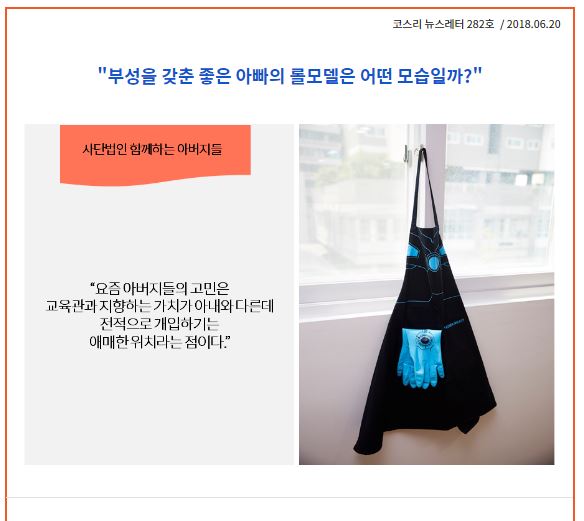 코스리 뉴스레터 282호 / 2018.06.20
"부성을 갖춘 좋은 아빠의 롤모델은 어떤 모습일까?"
사단법인 함께하는 아버지들
“요즘 아버지들의 고민은
교육관과 지향하는 가치가 아내와 다른데
전적으로 개입하기는
애매한 위치라는 점이다.”